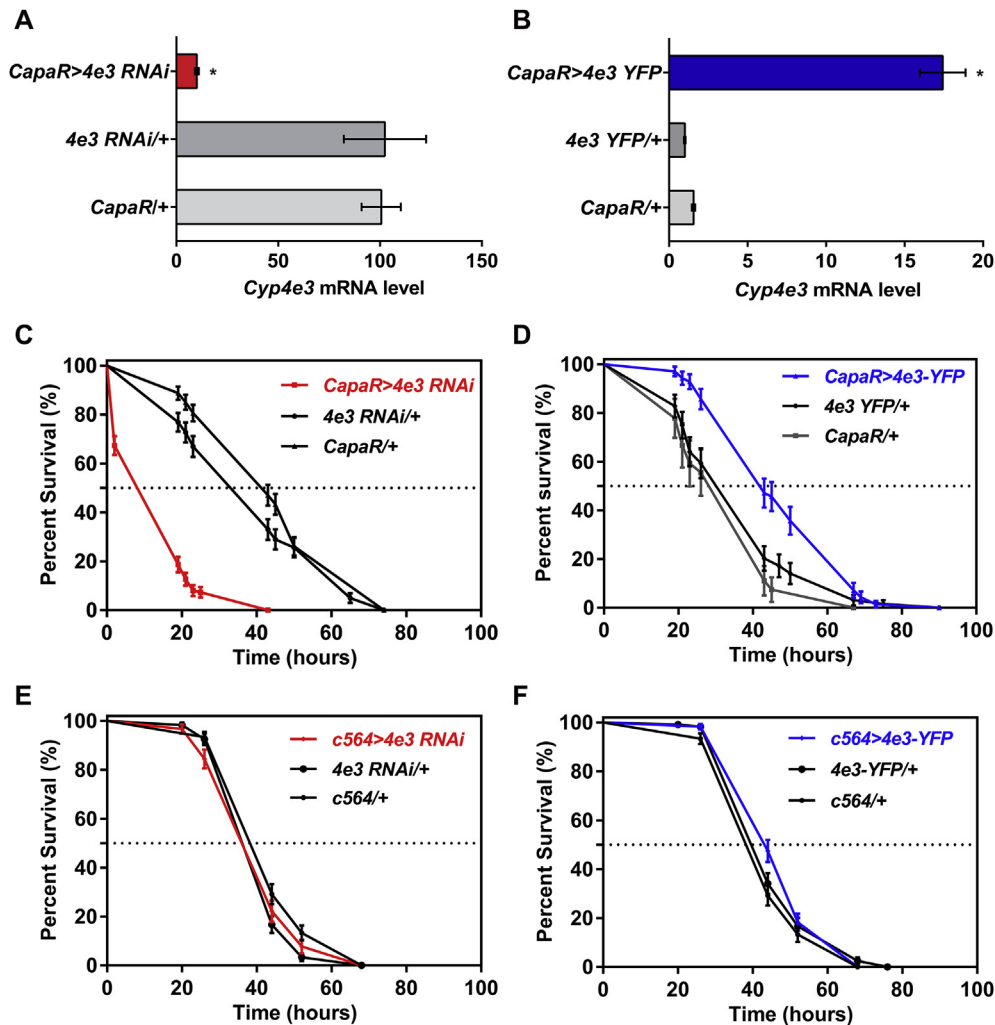 A
CapaR>4e3 RNAi
*
4e3 RNAi/+
CapaR/+
0 50 100 150
Cyp4e3 mRNA level
B
CapaR>4e3 YFP
*
4e3 YFP/+
CapaR/+
0 5 10 15 20
Cyp4e3 mRNA level
C
Percent Survival (%)
100
80
60
40
20
0
CapaR>4e3 RNAi
4e3 RNAi/+
CapaR/+
0 20 40 60 80 100
Time (hours)
D
Percent survival (%)
100
80
60
40
20
0
CapaR>4e3-YFP
4e3 YFP/+
CapaR/+
0 20 40 60 80 100
Time (hours)
E
Percent Survival (%)
100
80
60
40
20
0
c564>4e3 RNAi
4e3 RNAi/+
c564/+
0 20 40 60 80 100
Time (hours)
F
Percent Survival (%)
100
80
60
40
20
0
c564>4e3-YFP
4e3-YFP/+
c564/+
0 20 40 60 80 100
Time (hours)